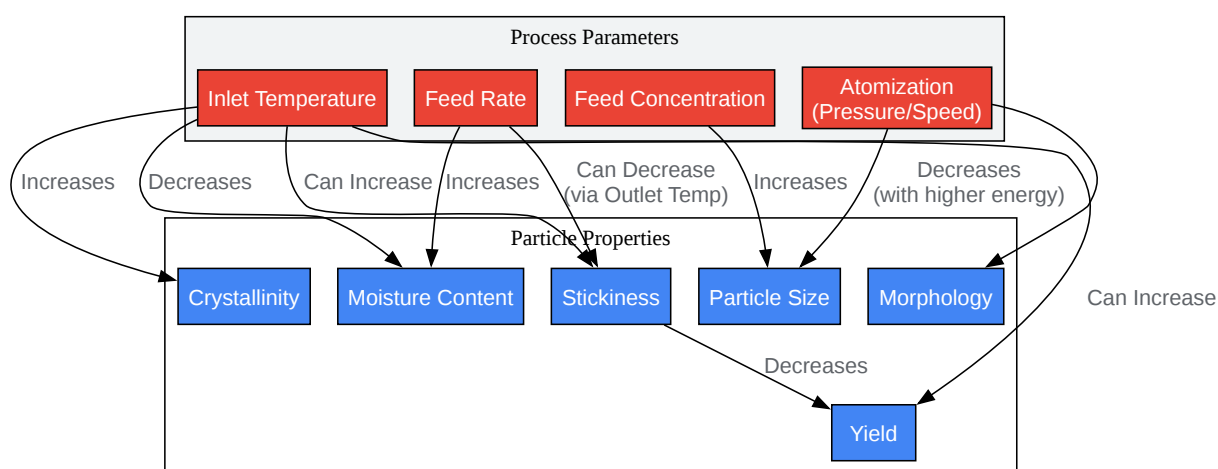 Process Parameters
Inlet Temperature
Feed Rate
Feed Concentration
Atomization
(Pressure/Speed)
Increases
Decreases
Can Increase
Increases
Can Decrease
(via Outlet Temp)
Increases
Decreases
(with higher energy)
Particle Properties
Crystallinity
Moisture Content
Stickiness
Particle Size
Morphology
Can Increase
Decreases
Yield